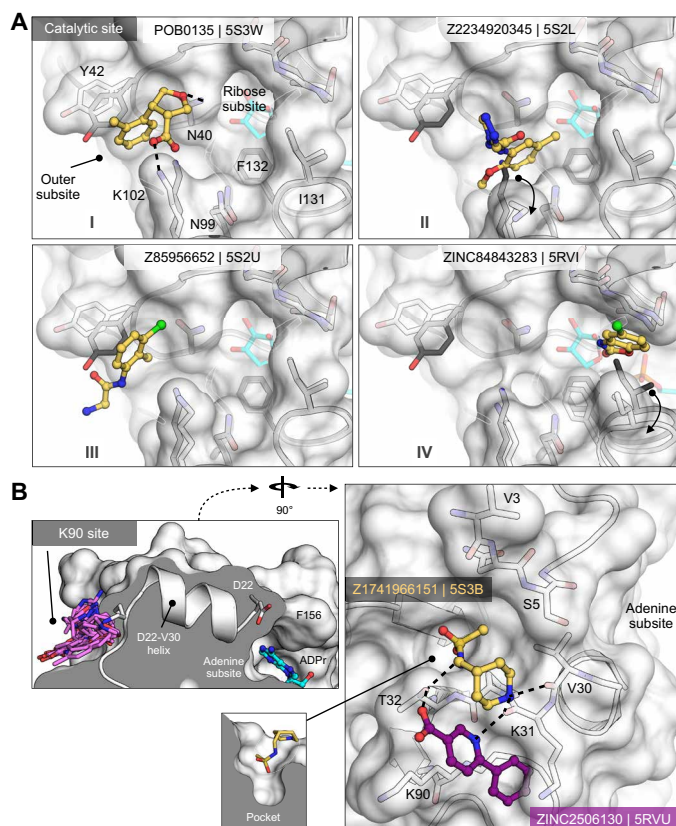 A
Catalytic site
POB0135 | 5S3W
Y42
Ribose
subsite
N40
Outer
subsite
F132
K102
I131
I
N99
Z2234920345 | 5S2L
II
Z85956652 | 5S2U
III
ZINC84843283 | 5RVI
IV
B
90°
K90 site
D22
D22-V30
helix
F156
Adenine
subsite
ADPr
Pocket
V3
Z1741966151 | 5S3B
S5
Adenine
subsite
T32
V30
K31
K90
ZINC2506130 | 5RVU